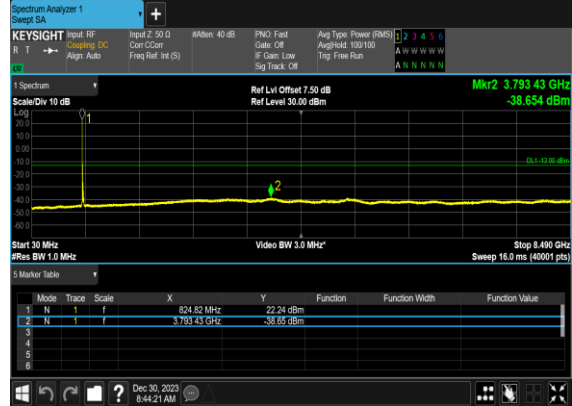 Spectrum Analyzer 1
Swept SA
+
KEYSIGHT Input: RF Input Z: 50 Ω #Atten: 40 dB PNO: Fast Avg Type: Power (RMS) 1 2 3 4 5 6
R T Coupling: DC Corr CCorr Gate: Off Avg|Hold: 100/100 A W W W W W
Align: Auto Freq Ref: Int (S) IF Gain: Low Trig: Free Run
Sig Track: Off A N N N N N
1 Spectrum Ref Lvl Offset 7.50 dB Mkr2 3.793 43 GHz
Scale/Div 10 dB Ref Level 30.00 dBm -38.654 dBm
Log
20.0
10.0
0.00
-10.0
-20.0
-30.0
-40.0
-50.0
-60.0
1
DL1 -13.00 dBm
2
Start 30 MHz Video BW 3.0 MHz* Stop 8.490 GHz
#Res BW 1.0 MHz Sweep 16.0 ms (40001 pts)
5 Marker Table
Mode Trace Scale X Y Function Function Width Function Value
1 N 1 f 824.82 MHz 22.24 dBm
2 N 1 f 3.793 43 GHz -38.65 dBm
3
4
5
6
? Dec 30, 2023
8:44:21 AM